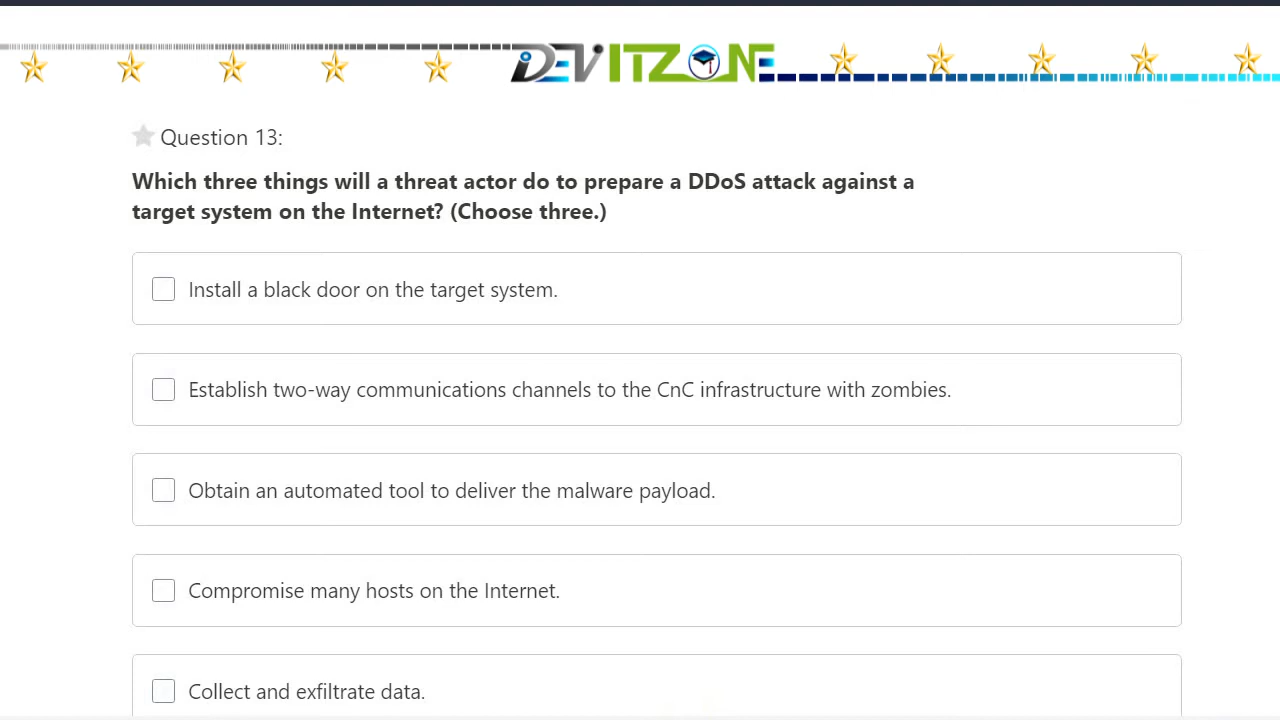 DEV ITZONE
Question 13:
Which three things will a threat actor do to prepare a DDoS attack against a
target system on the Internet? (Choose three.)
Install a black door on the target system.
Establish two-way communications channels to the CnC infrastructure with zombies.
Obtain an automated tool to deliver the malware payload.
Compromise many hosts on the Internet.
Collect and exfiltrate data.